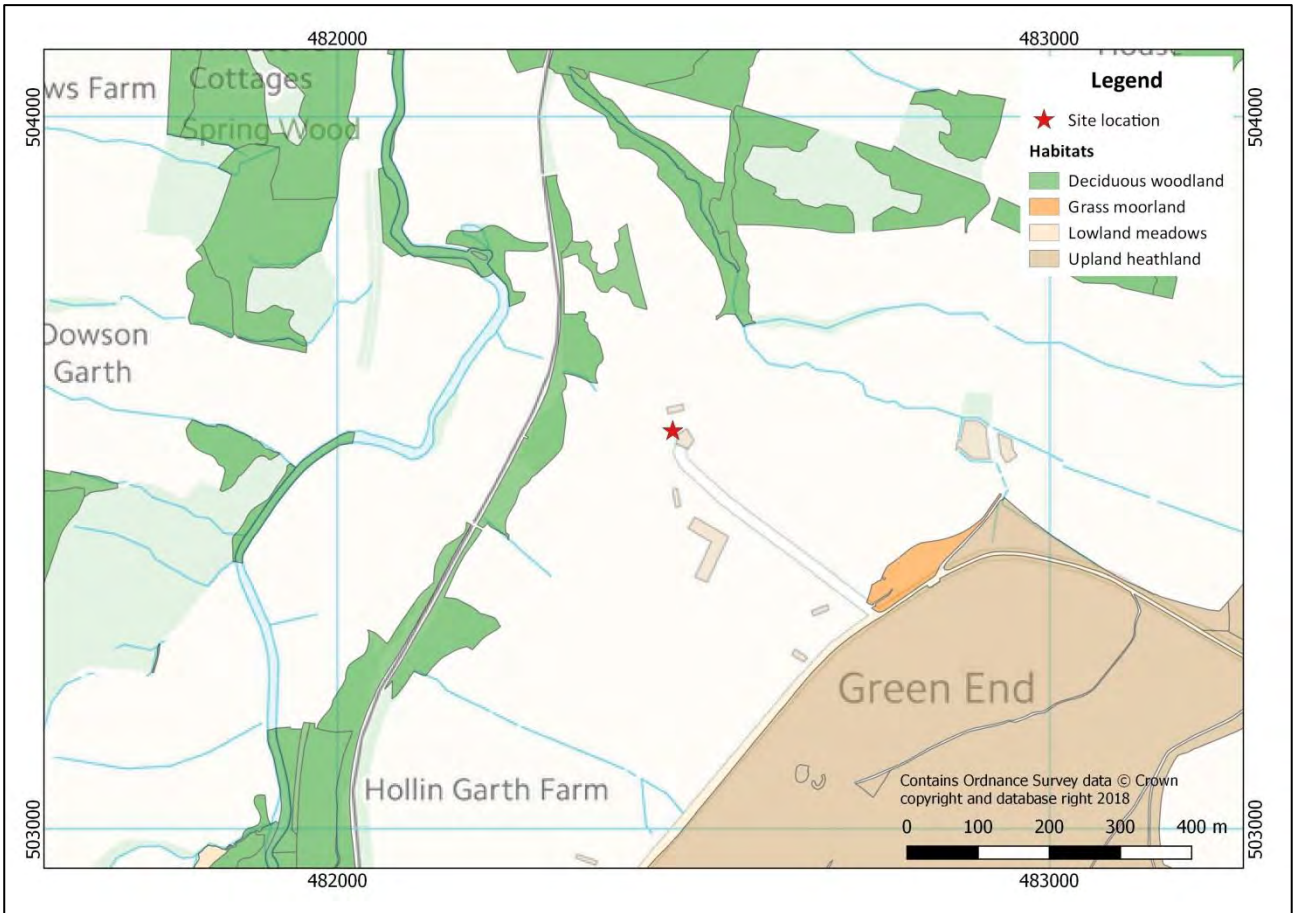 482000
483000
House
ws Farm
Cottages
Spring Wood
504000
504000
Legend
Site location
Habitats
Deciduous woodland
Grass moorland
Lowland meadows
Upland heathland
Dowson
Garth
Green End
Hollin Garth Farm
Contains Ordnance Survey data © Crown
copyright and database right 2018
0 100 200 300 400 m
503000
503000
482000
483000